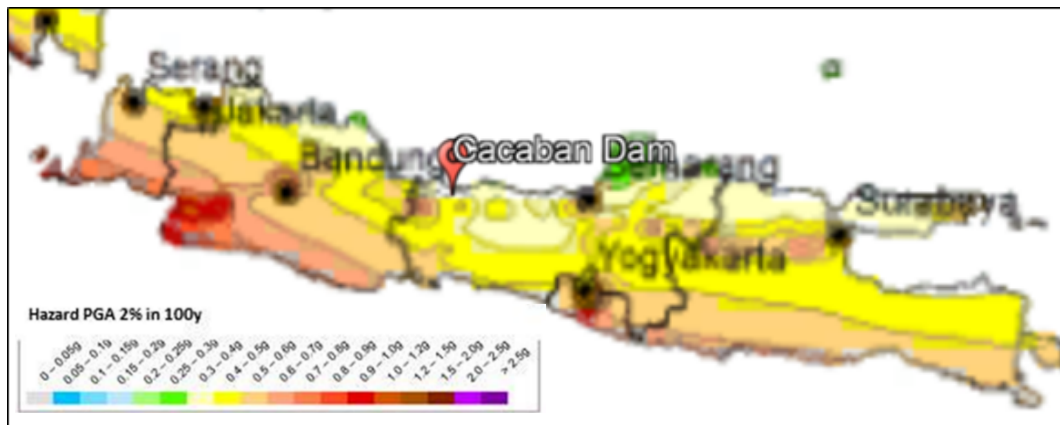 Serang
Jakarta
Bandung
Cacaban Dam
Semarang
Surabaya
Yogyakarta
Hazard PGA 2% in 100y
0 – 0.05g
0.05 – 0.1g
0.1 – 0.15g
0.15 – 0.2g
0.2 – 0.25g
0.25 – 0.3g
0.3 – 0.4g
0.4 – 0.5g
0.5 – 0.6g
0.6 – 0.7g
0.7 – 0.8g
0.8 – 0.9g
0.9 – 1.0g
1.0 – 1.2g
1.2 – 1.5g
1.5 – 2.0g
2.0 – 2.5g
> 2.5g